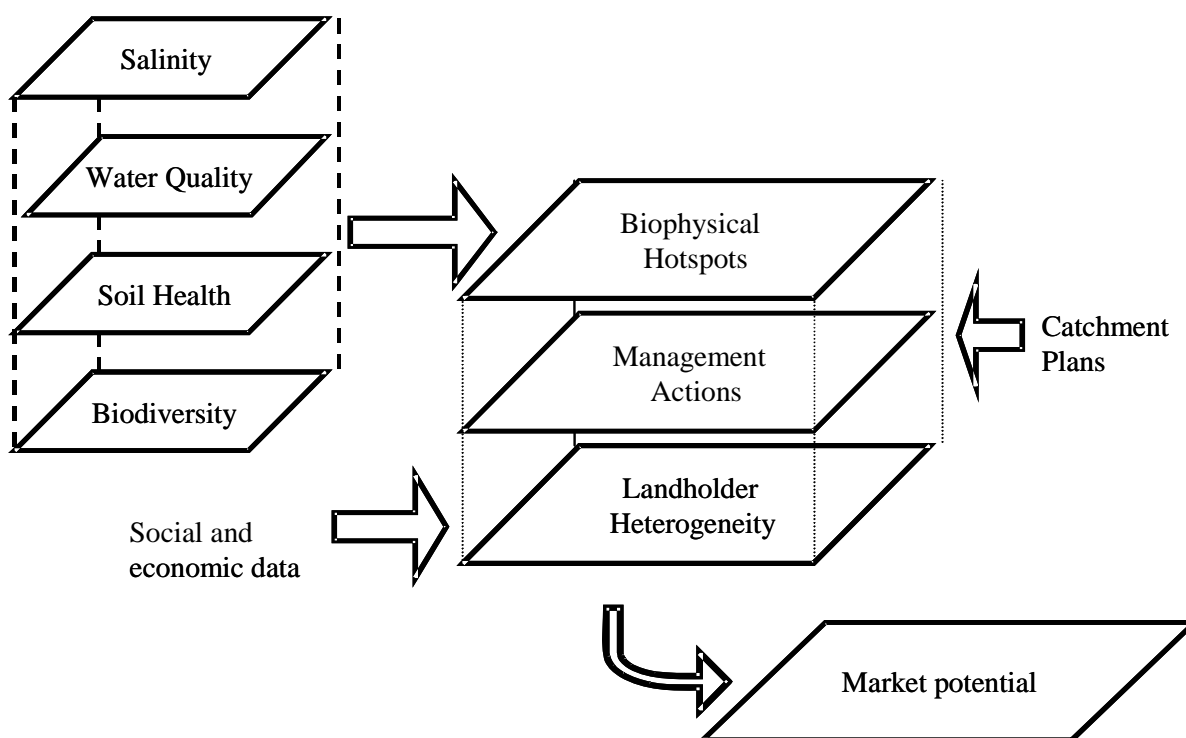 Salinity
Water Quality
Soil Health
Biodiversity
Biophysical
Hotspots
Management
Actions
Landholder
Heterogeneity
Catchment
Plans
Social and
economic data
Market potential